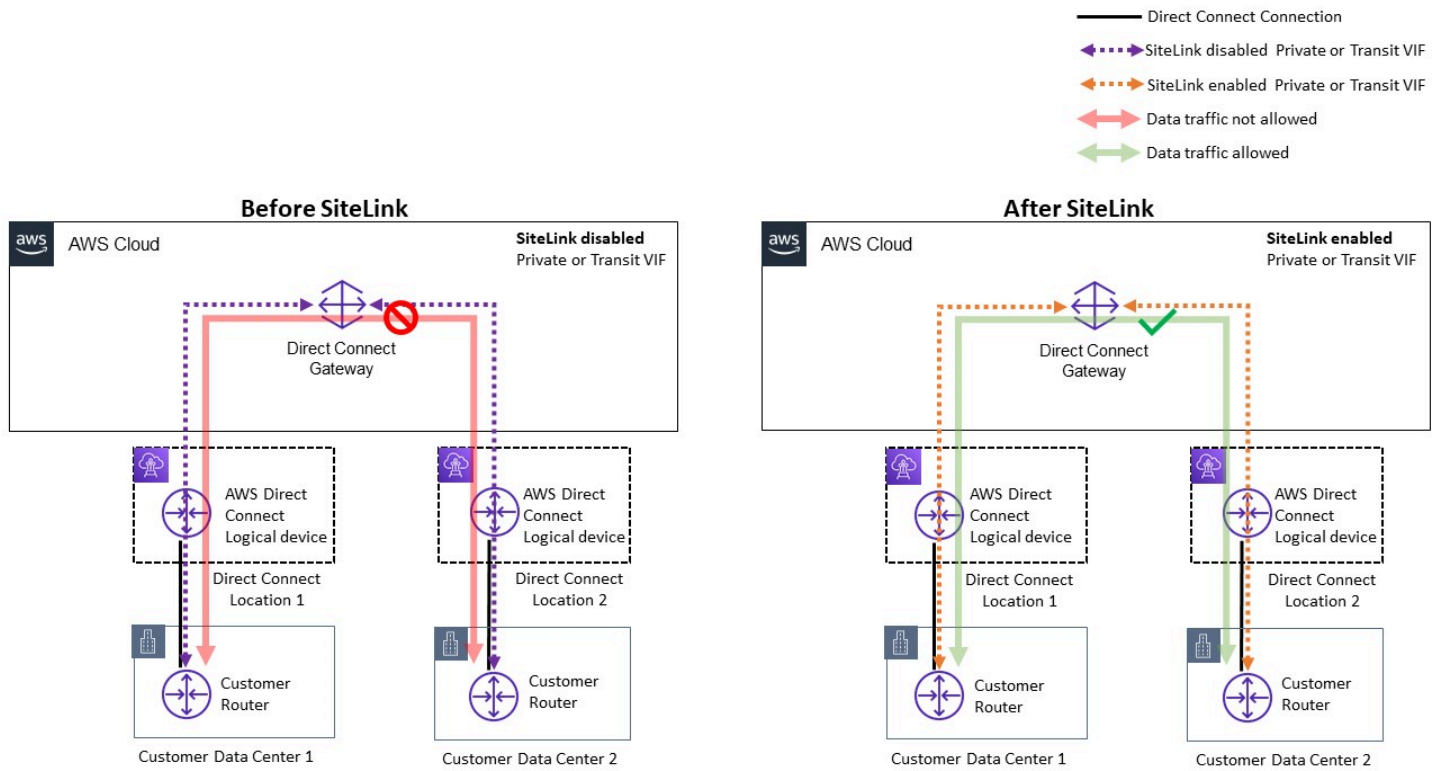 Direct Connect Connection
SiteLink disabled Private or Transit VIF
SiteLink enabled Private or Transit VIF
Data traffic not allowed
Data traffic allowed
Before SiteLink
aws
AWS Cloud
SiteLink disabled
Private or Transit VIF
Direct Connect
Gateway
AWS Direct
Connect
Logical device
Direct Connect
Location 1
Customer
Router
Customer Data Center 1
AWS Direct
Connect
Logical device
Direct Connect
Location 2
Customer
Router
Customer Data Center 2
After SiteLink
aws
AWS Cloud
SiteLink enabled
Private or Transit VIF
Direct Connect
Gateway
AWS Direct
Connect
Logical device
Direct Connect
Location 1
Customer
Router
Customer Data Center 1
AWS Direct
Connect
Logical device
Direct Connect
Location 2
Customer
Router
Customer Data Center 2